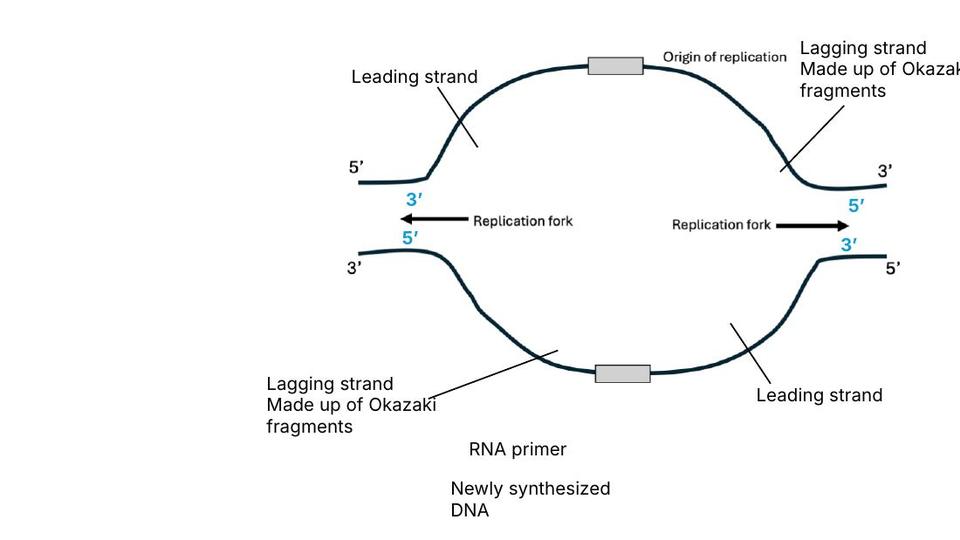 Origin of replication
Lagging strand
Made up of Okazak
fragments
Leading strand
5’
3’
3’
5’
Replication fork
Replication fork
5’
3’
3’
5’
Lagging strand
Made up of Okazaki
fragments
Leading strand
RNA primer
Newly synthesized
DNA